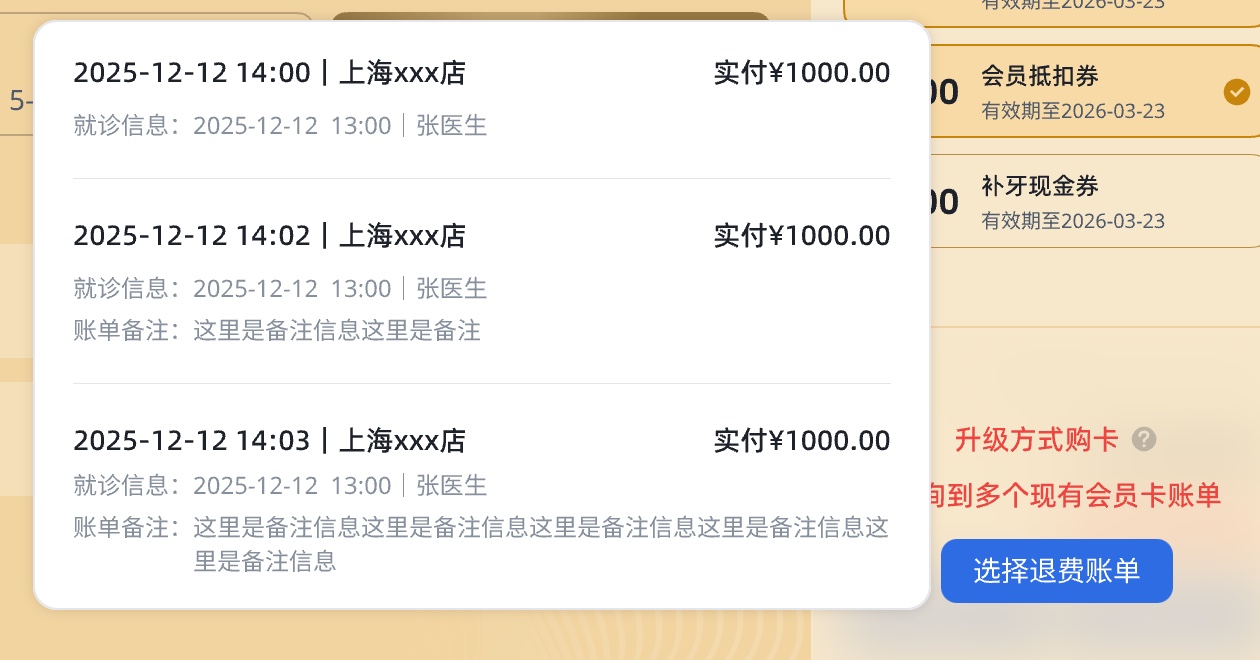 2025-12-12 14:00｜上海xxx店
实付¥1000.00
就诊信息：2025-12-12 13:00｜张医生
2025-12-12 14:02｜上海xxx店
实付¥1000.00
就诊信息：2025-12-12 13:00｜张医生
账单备注：这里是备注信息这里是备注
2025-12-12 14:03｜上海xxx店
实付¥1000.00
就诊信息：2025-12-12 13:00｜张医生
账单备注：这里是备注信息这里是备注信息这里是备注信息这里是备注信息这
里是备注信息
5-
有效期至2026-03-23
00
会员抵扣券
有效期至2026-03-23
00
补牙现金券
有效期至2026-03-23
升级方式购卡 ?
询到多个现有会员卡账单
选择退费账单